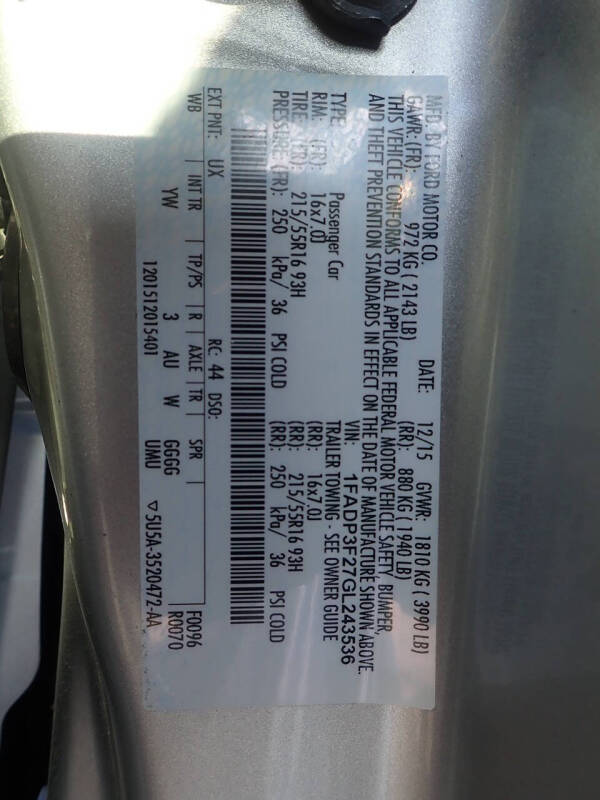 MFD. BY FORD MOTOR CO.
DATE: 12/15 GVWR: 1810 KG ( 3990 LB)
GAWR: (FR): 972 KG ( 2143 LB) (RR): 880 KG ( 1940 LB)
THIS VEHICLE CONFORMS TO ALL APPLICABLE FEDERAL MOTOR VEHICLE SAFETY, BUMPER,
AND THEFT PREVENTION STANDARDS IN EFFECT ON THE DATE OF MANUFACTURE SHOWN ABOVE.
VIN: 1FADP3F27GL243536
TYPE: Passenger Car TRAILER TOWING - SEE OWNER GUIDE
RIM: (FR): 16x7.0J (RR): 16x7.0J
TIRE: (FR): 215/55R16 93H (RR): 215/55R16 93H
PRESSURE: (FR): 250 kPa/ 36 PSI COLD (RR): 250 kPa/ 36 PSI COLD
EXT PNT: UX RC: 44 DSO: F0096
WB INT TR TP/PS R AXLE TR SPR R0070
YW 3 AU W GGGG
1201512015401 UMU ▽5U5A-3520472-AA